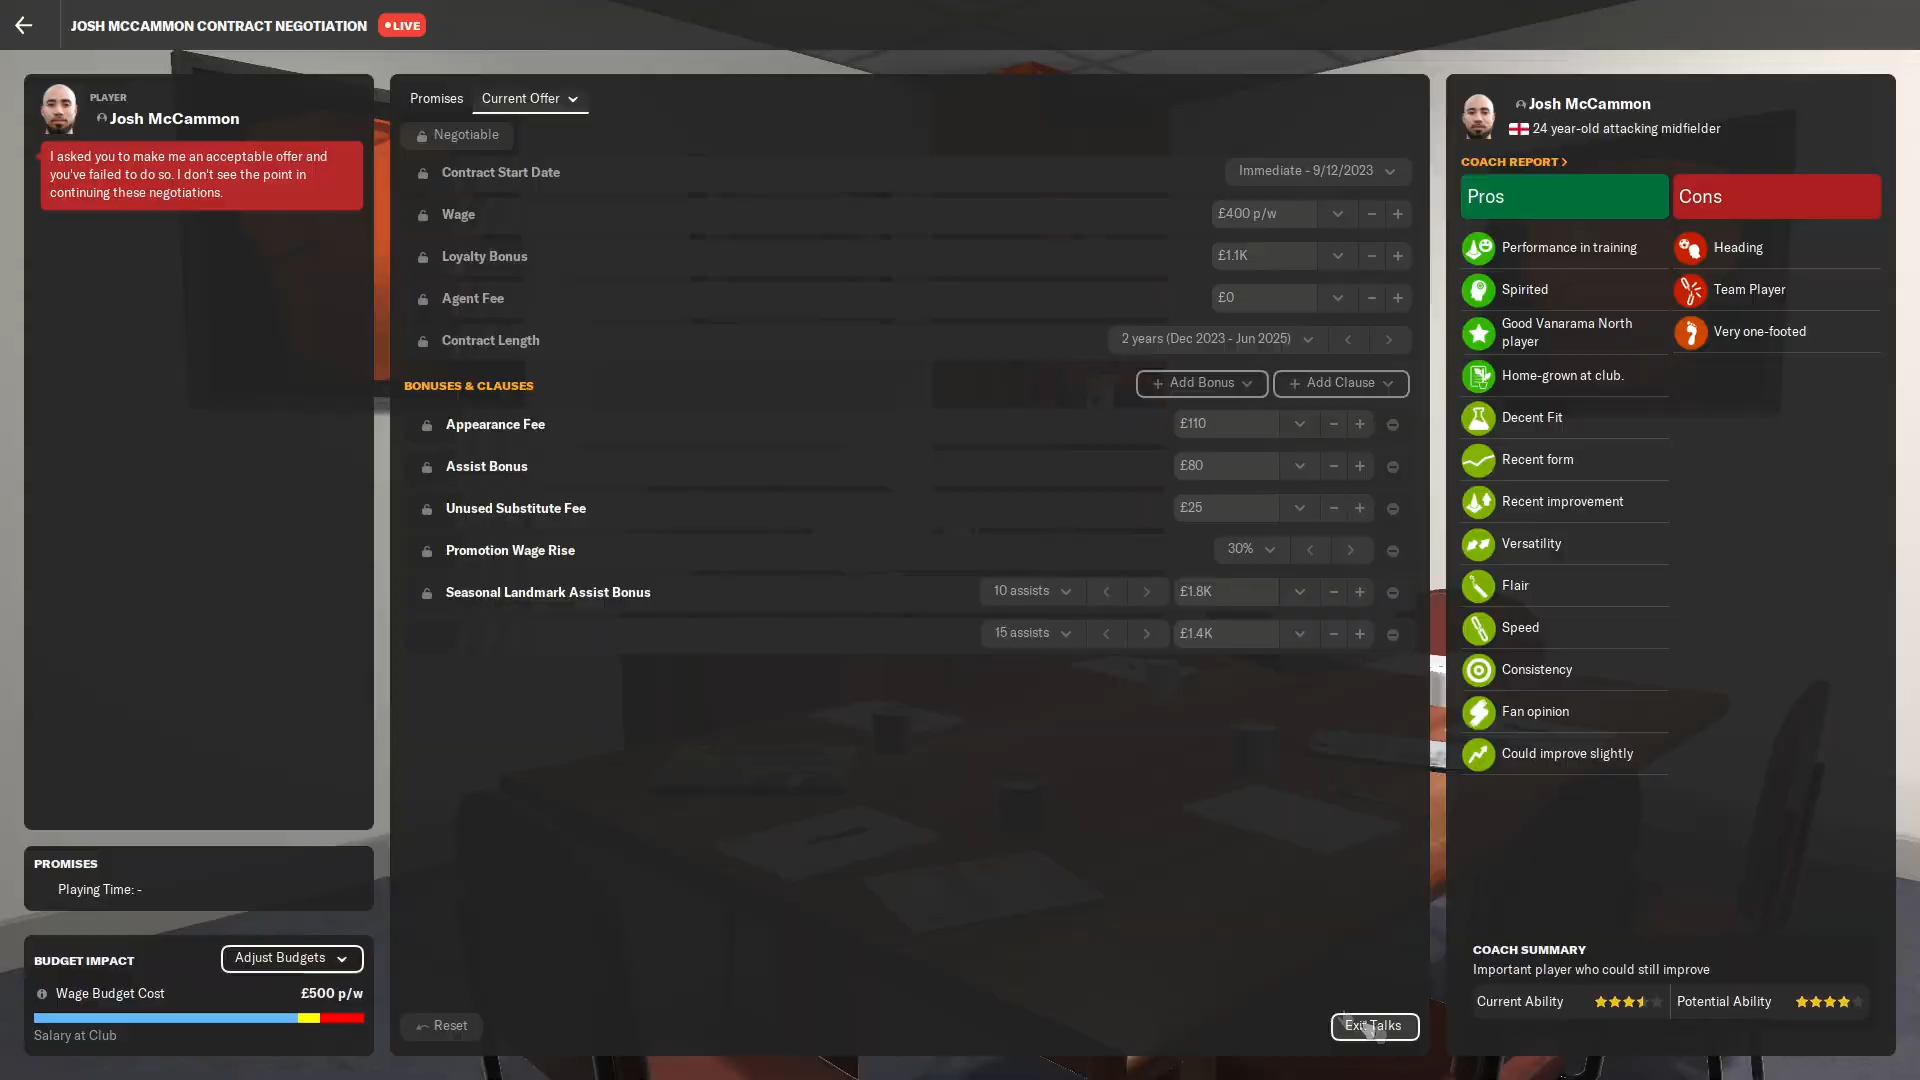 JOSH MCCAMMON CONTRACT NEGOTIATION
LIVE
PLAYER
Josh McCammon
I asked you to make me an acceptable offer and
you've failed to do so. I don't see the point in
continuing these negotiations.
PROMISES
Playing Time: -
BUDGET IMPACT
Adjust Budgets
Wage Budget Cost
£500 p/w
Salary at Club
Promises
Current Offer
Negotiable
Contract Start Date
Immediate - 9/12/2023
Wage
£400 p/w
Loyalty Bonus
£1.1K
Agent Fee
£0
Contract Length
2 years (Dec 2023 - Jun 2025)
BONUSES & CLAUSES
Add Bonus
Add Clause
Appearance Fee
£110
Assist Bonus
£80
Unused Substitute Fee
£25
Promotion Wage Rise
30%
Seasonal Landmark Assist Bonus
10 assists
£1.8K
15 assists
£1.4K
Reset
Exit Talks
Josh McCammon
24 year-old attacking midfielder
COACH REPORT >
Pros
Cons
Performance in training
Heading
Spirited
Team Player
Good Vanarama North
player
Very one-footed
Home-grown at club.
Decent Fit
Recent form
Recent improvement
Versatility
Flair
Speed
Consistency
Fan opinion
Could improve slightly
COACH SUMMARY
Important player who could still improve
Current Ability
Potential Ability